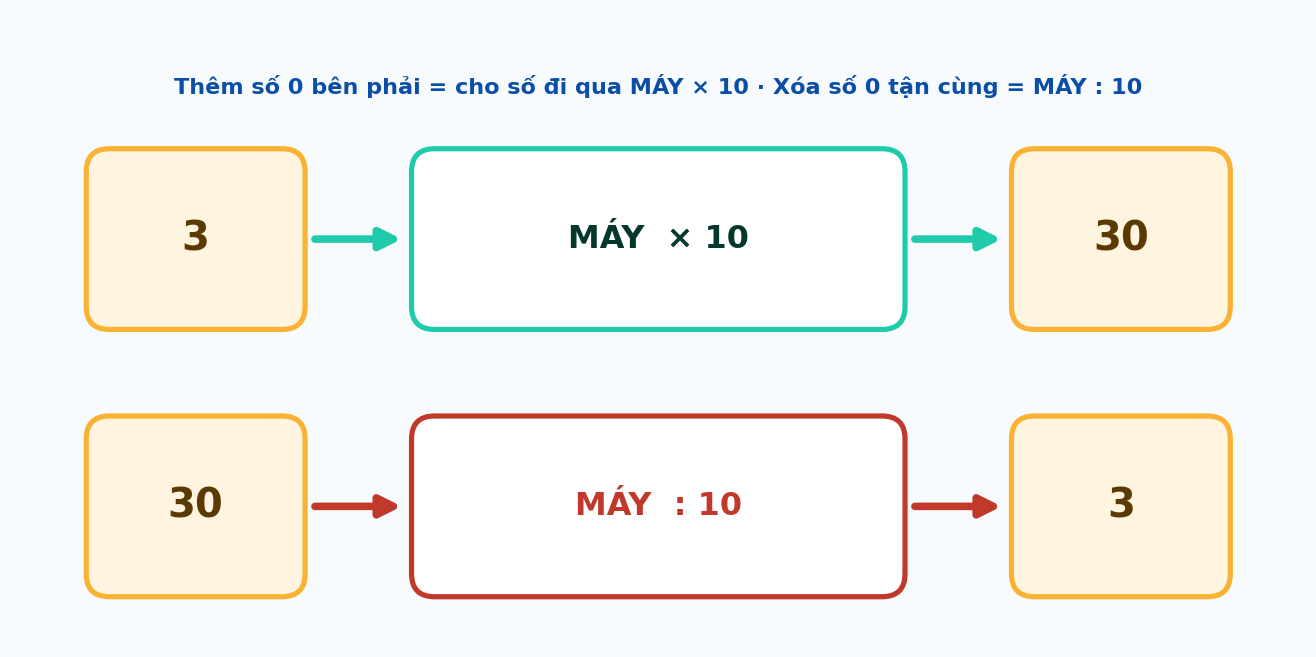 Thêm số 0 bên phải = cho số đi qua MÁY × 10 · Xóa số 0 tận cùng = MÁY : 10
3
MÁY × 10
30
30
MÁY : 10
3